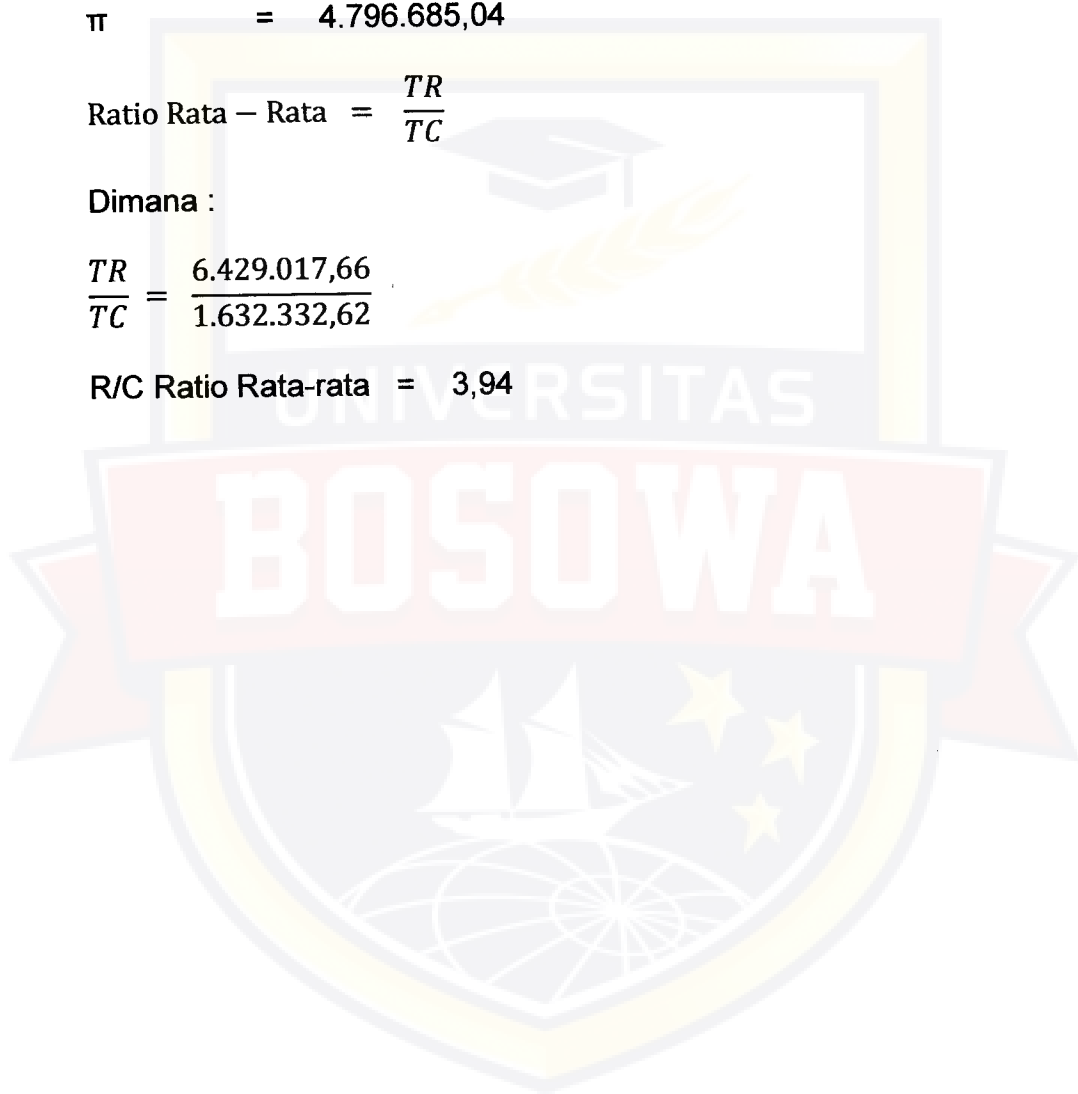 π = 4.796.685,04
Ratio Rata – Rata = TR/TC
Dimana :
TR/TC = 6.429.017,66/1.632.332,62
R/C Ratio Rata-rata = 3,94
UNIVERSITAS
BOSOWA